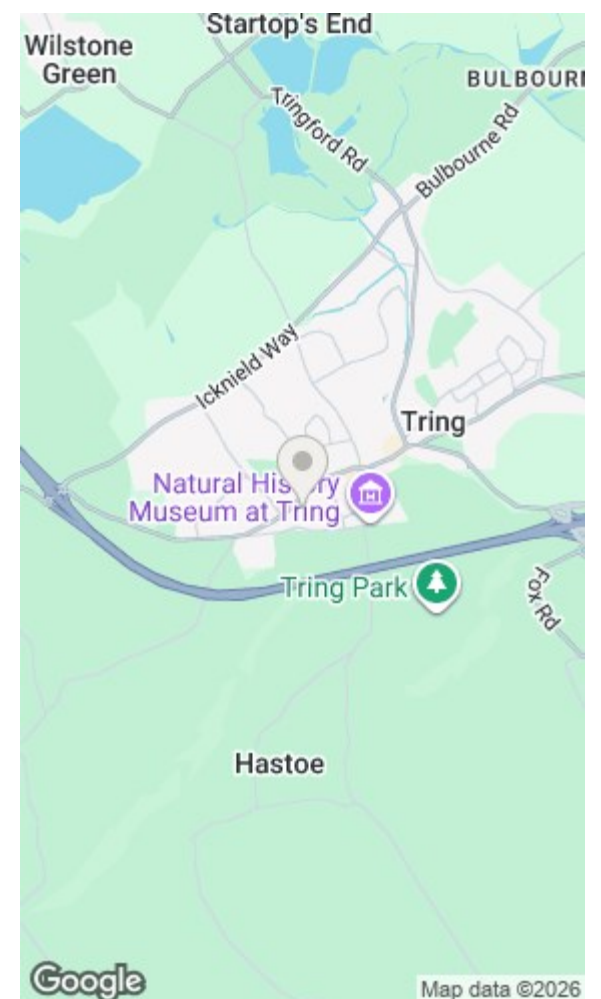 Startop's End
Wilstone
Green
BULBOUR
Tringford Rd
Bulbourne Rd
Icknield Way
Tring
Natural History
Museum at Tring
Tring Park
Fox Rd
Hastoe
Google
Map data ©2026